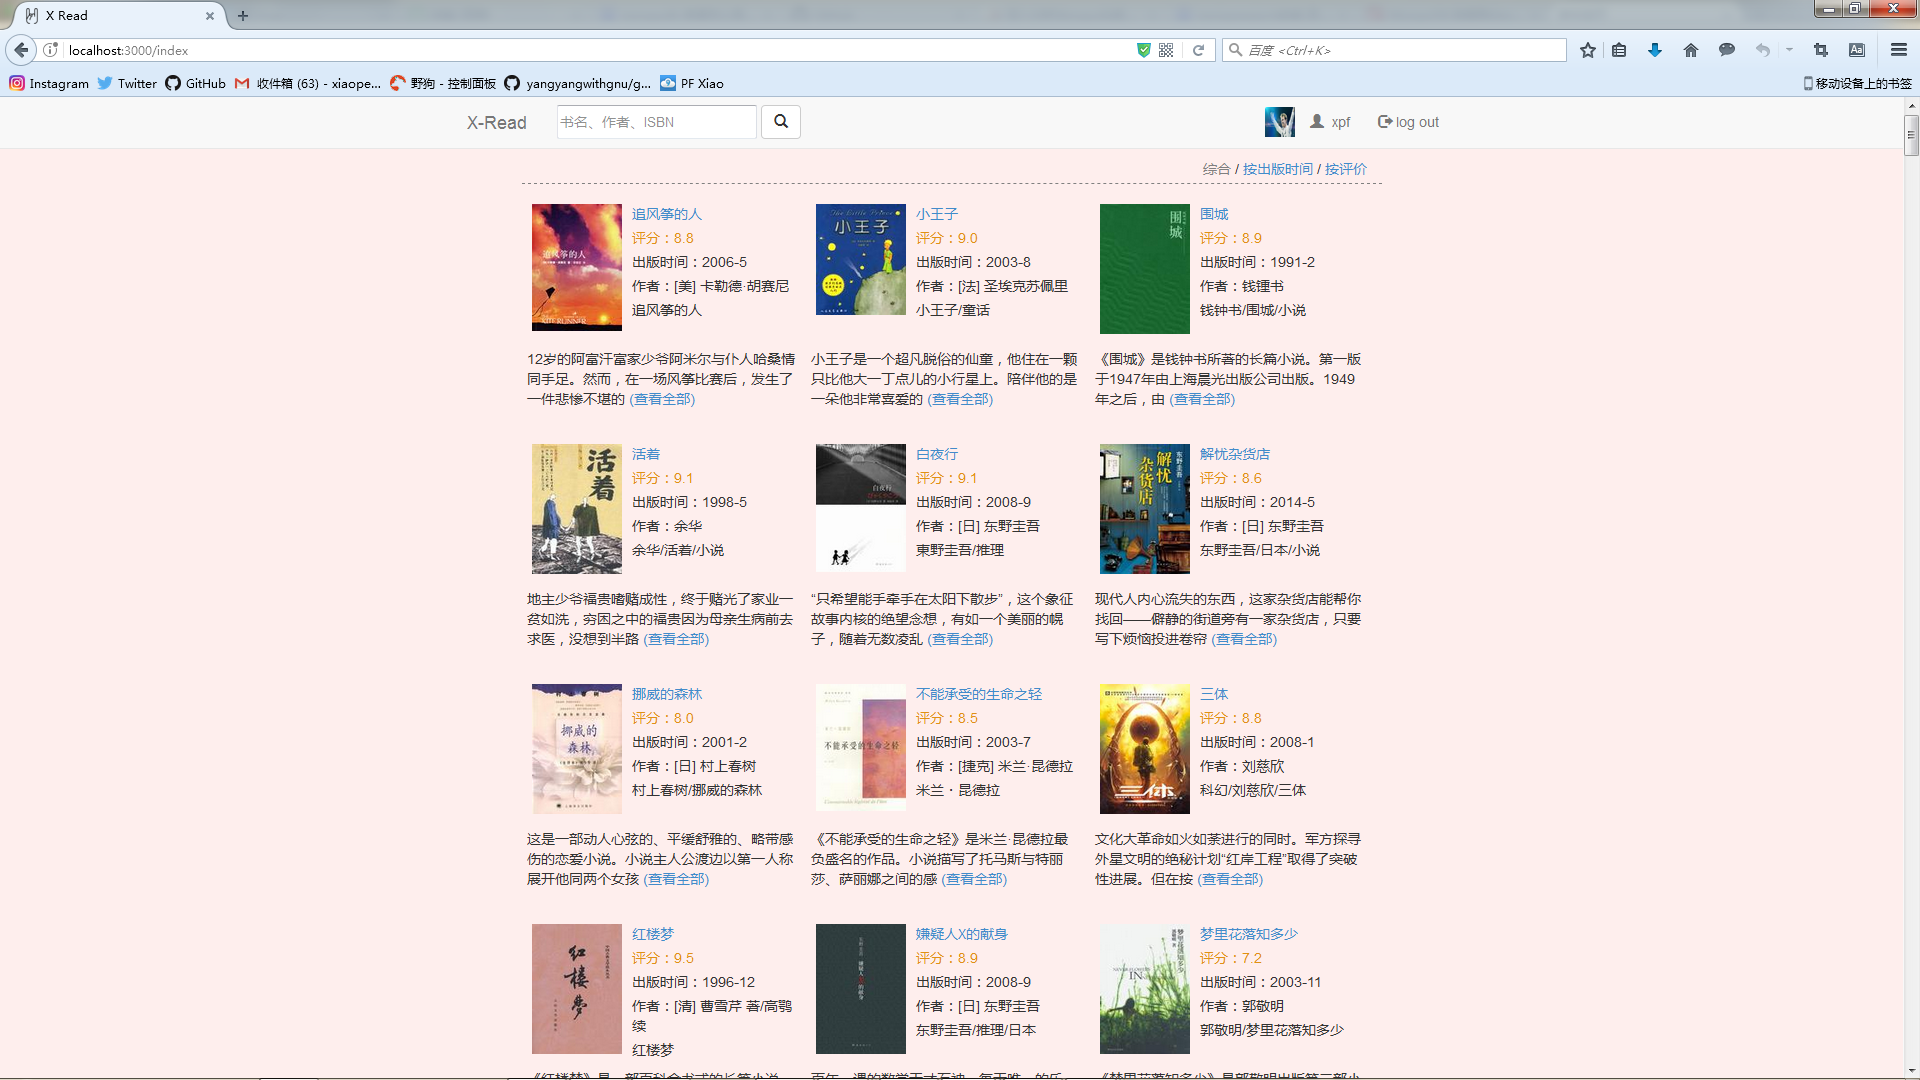 X Read
localhost:3000/index
百度 <Ctrl+K>
Instagram Twitter GitHub 收件箱 (63) - xiaope... 野狗 - 控制面板 yangyangwithgnu/g... PF Xiao 移动设备上的书签
X-Read 书名、作者、ISBN xpf log out
综合 / 按出版时间 / 按评价
追风筝的人
评分：8.8
出版时间：2006-5
作者：[美] 卡勒德·胡赛尼
追风筝的人
12岁的阿富汗富家少爷阿米尔与仆人哈桑情
同手足。然而，在一场风筝比赛后，发生了
一件悲惨不堪的 (查看全部)
小王子
评分：9.0
出版时间：2003-8
作者：[法] 圣埃克苏佩里
小王子/童话
小王子是一个超凡脱俗的仙童，他住在一颗
只比他大一丁点儿的小行星上。陪伴他的是
一朵他非常喜爱的 (查看全部)
围城
评分：8.9
出版时间：1991-2
作者：钱锺书
钱钟书/围城/小说
《围城》是钱钟书所著的长篇小说。第一版
于1947年由上海晨光出版公司出版。1949
年之后，由 (查看全部)
活着
评分：9.1
出版时间：1998-5
作者：余华
余华/活着/小说
地主少爷福贵嗜赌成性，终于赌光了家业一
贫如洗，穷困之中的福贵因为母亲生病前去
求医，没想到半路 (查看全部)
白夜行
评分：9.1
出版时间：2008-9
作者：[日] 东野圭吾
東野圭吾/推理
“只希望能手牵手在太阳下散步”，这个象征
故事内核的绝望念想，有如一个美丽的幌
子，随着无数凌乱 (查看全部)
解忧杂货店
评分：8.6
出版时间：2014-5
作者：[日] 东野圭吾
东野圭吾/日本/小说
现代人内心流失的东西，这家杂货店能帮你
找回——僻静的街道旁有一家杂货店，只要
写下烦恼投进卷帘 (查看全部)
挪威的森林
评分：8.0
出版时间：2001-2
作者：[日] 村上春树
村上春树/挪威的森林
这是一部动人心弦的、平缓舒雅的、略带感
伤的恋爱小说。小说主人公渡边以第一人称
展开他同两个女孩 (查看全部)
不能承受的生命之轻
评分：8.5
出版时间：2003-7
作者：[捷克] 米兰·昆德拉
米兰・昆德拉
《不能承受的生命之轻》是米兰·昆德拉最
负盛名的作品。小说描写了托马斯与特丽
莎、萨丽娜之间的感 (查看全部)
三体
评分：8.8
出版时间：2008-1
作者：刘慈欣
科幻/刘慈欣/三体
文化大革命如火如荼进行的同时。军方探寻
外星文明的绝秘计划“红岸工程”取得了突破
性进展。但在按 (查看全部)
红楼梦
评分：9.5
出版时间：1996-12
作者：[清] 曹雪芹 著/高鹗
续
红楼梦
嫌疑人X的献身
评分：8.9
出版时间：2008-9
作者：[日] 东野圭吾
东野圭吾/推理/日本
梦里花落知多少
评分：7.2
出版时间：2003-11
作者：郭敬明
郭敬明/梦里花落知多少